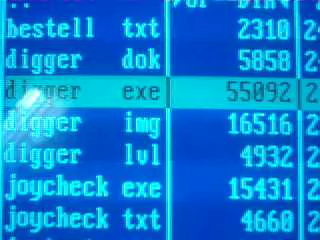 bestell txt 2310
digger dok 5858
digger exe 55092
digger img 16516
digger lvl 4932
joycheck exe 15431
joycheck txt 4660